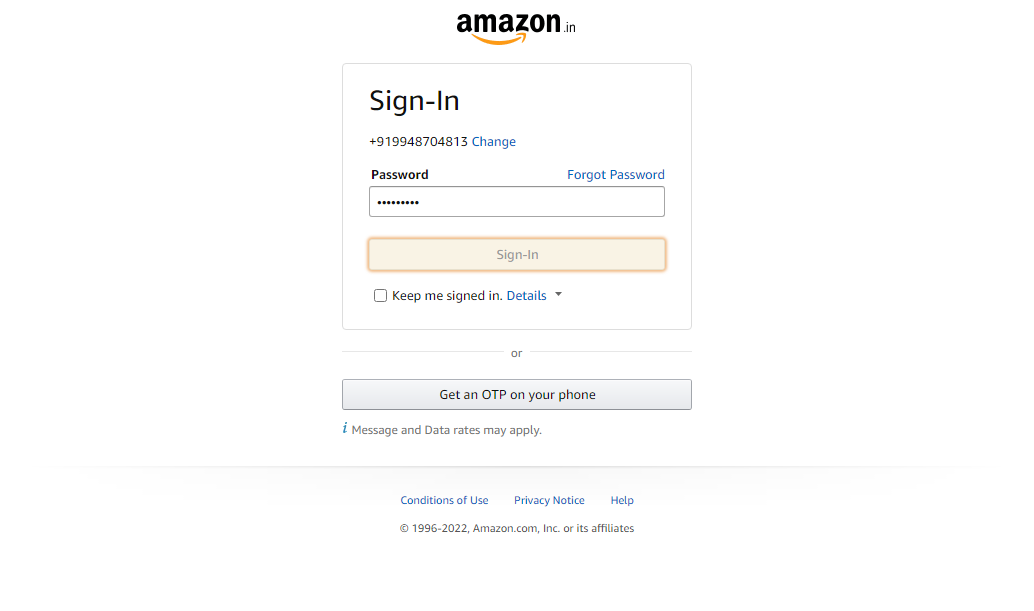 amazon.in
Sign-In
+919948704813 Change
Password Forgot Password
•••••••••
Sign-In
Keep me signed in. Details
or
Get an OTP on your phone
i Message and Data rates may apply.
Conditions of Use Privacy Notice Help
© 1996-2022, Amazon.com, Inc. or its affiliates